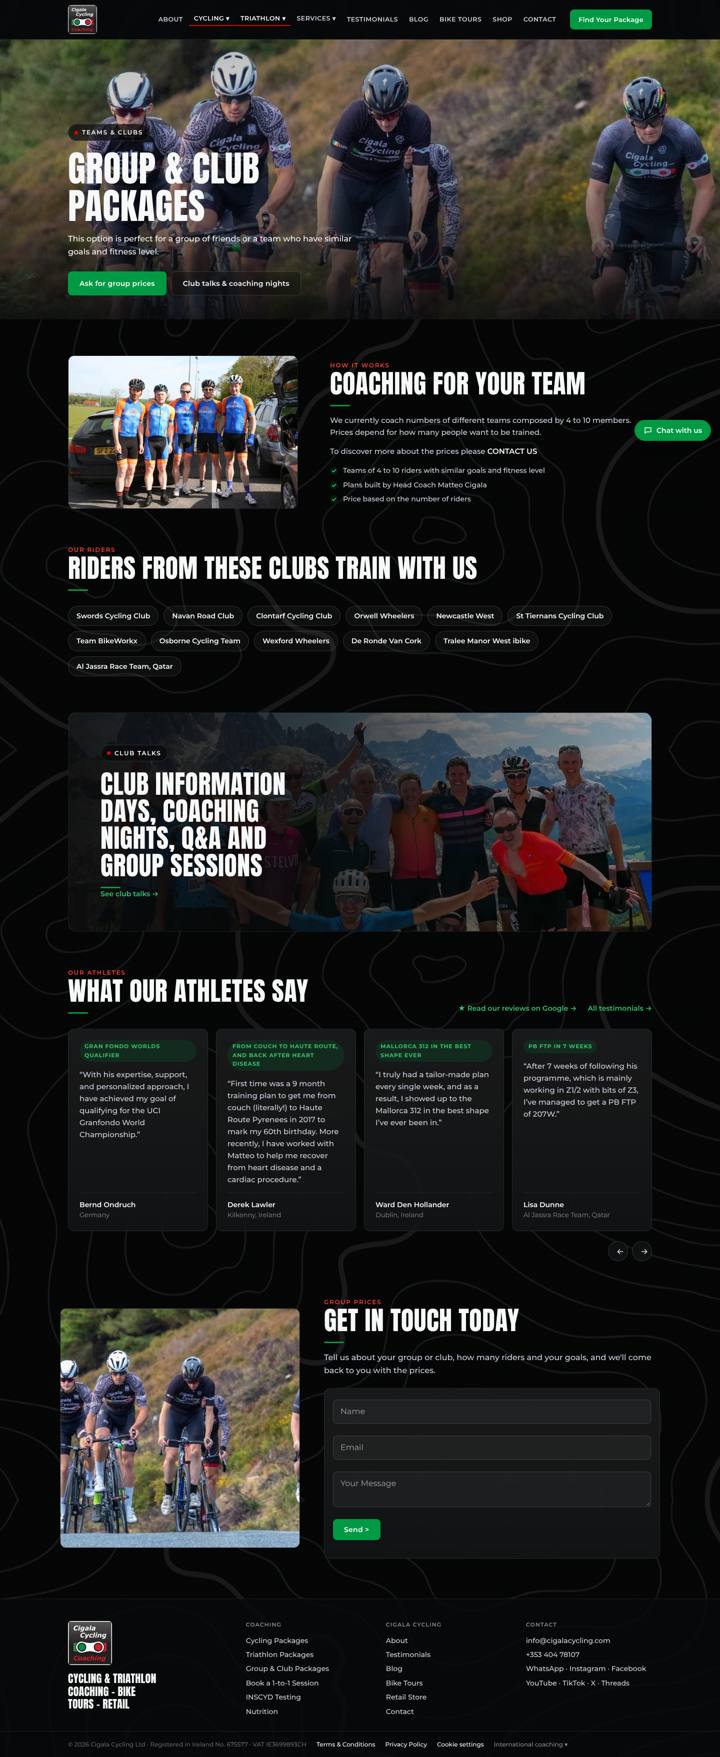 Cigala
Cycling
Coaching
ABOUT CYCLING ▾ TRIATHLON ▾ SERVICES ▾ TESTIMONIALS BLOG BIKE TOURS SHOP CONTACT Find Your Package
TEAMS & CLUBS
GROUP & CLUB
PACKAGES
This option is perfect for a group of friends or a team who have similar
goals and fitness level.
Ask for group prices Club talks & coaching nights
HOW IT WORKS
COACHING FOR YOUR TEAM
We currently coach numbers of different teams composed by 4 to 10 members.
Prices depend for how many people want to be trained.
To discover more about the prices please CONTACT US
Teams of 4 to 10 riders with similar goals and fitness level
Plans built by Head Coach Matteo Cigala
Price based on the number of riders
Chat with us
OUR RIDERS
RIDERS FROM THESE CLUBS TRAIN WITH US
Swords Cycling Club Navan Road Club Clontarf Cycling Club Orwell Wheelers Newcastle West St Tiernans Cycling Club
Team BikeWorkx Osborne Cycling Team Wexford Wheelers De Ronde Van Cork Tralee Manor West ibike
Al Jassra Race Team, Qatar
CLUB TALKS
CLUB INFORMATION
DAYS, COACHING
NIGHTS, Q&A AND
GROUP SESSIONS
See club talks →
OUR ATHLETES
WHAT OUR ATHLETES SAY
★ Read our reviews on Google → All testimonials →
GRAN FONDO WORLDS
QUALIFIER
“With his expertise, support,
and personalized approach, I
have achieved my goal of
qualifying for the UCI
Granfondo World
Championship.”
Bernd Ondruch
Germany
FROM COUCH TO HAUTE ROUTE,
AND BACK AFTER HEART
DISEASE
“First time was a 9 month
training plan to get me from
couch (literally!) to Haute
Route Pyrenees in 2017 to
mark my 60th birthday. More
recently, I have worked with
Matteo to help me recover
from heart disease and a
cardiac procedure.”
Derek Lawler
Kilkenny, Ireland
MALLORCA 312 IN THE BEST
SHAPE EVER
“I truly had a tailor-made plan
every single week, and as a
result, I showed up to the
Mallorca 312 in the best shape
I’ve ever been in.”
Ward Den Hollander
Dublin, Ireland
PB FTP IN 7 WEEKS
“After 7 weeks of following his
programme, which is mainly
working in Z1/2 with bits of Z3,
I’ve managed to get a PB FTP
of 207W.”
Lisa Dunne
Al Jassra Race Team, Qatar
← →
GROUP PRICES
GET IN TOUCH TODAY
Tell us about your group or club, how many riders and your goals, and we'll come
back to you with the prices.
Name
Email
Your Message
Send >
Cigala
Cycling
Coaching
CYCLING & TRIATHLON
COACHING - BIKE
TOURS - RETAIL
COACHING
Cycling Packages
Triathlon Packages
Group & Club Packages
Book a 1-to-1 Session
INSCYD Testing
Nutrition
CIGALA CYCLING
About
Testimonials
Blog
Bike Tours
Retail Store
Contact
CONTACT
info@cigalacycling.com
+353 404 78107
WhatsApp · Instagram · Facebook
YouTube · TikTok · X · Threads
© 2026 Cigala Cycling Ltd · Registered in Ireland No. 675577 · VAT IE3699893CH Terms & Conditions Privacy Policy Cookie settings International coaching ▾